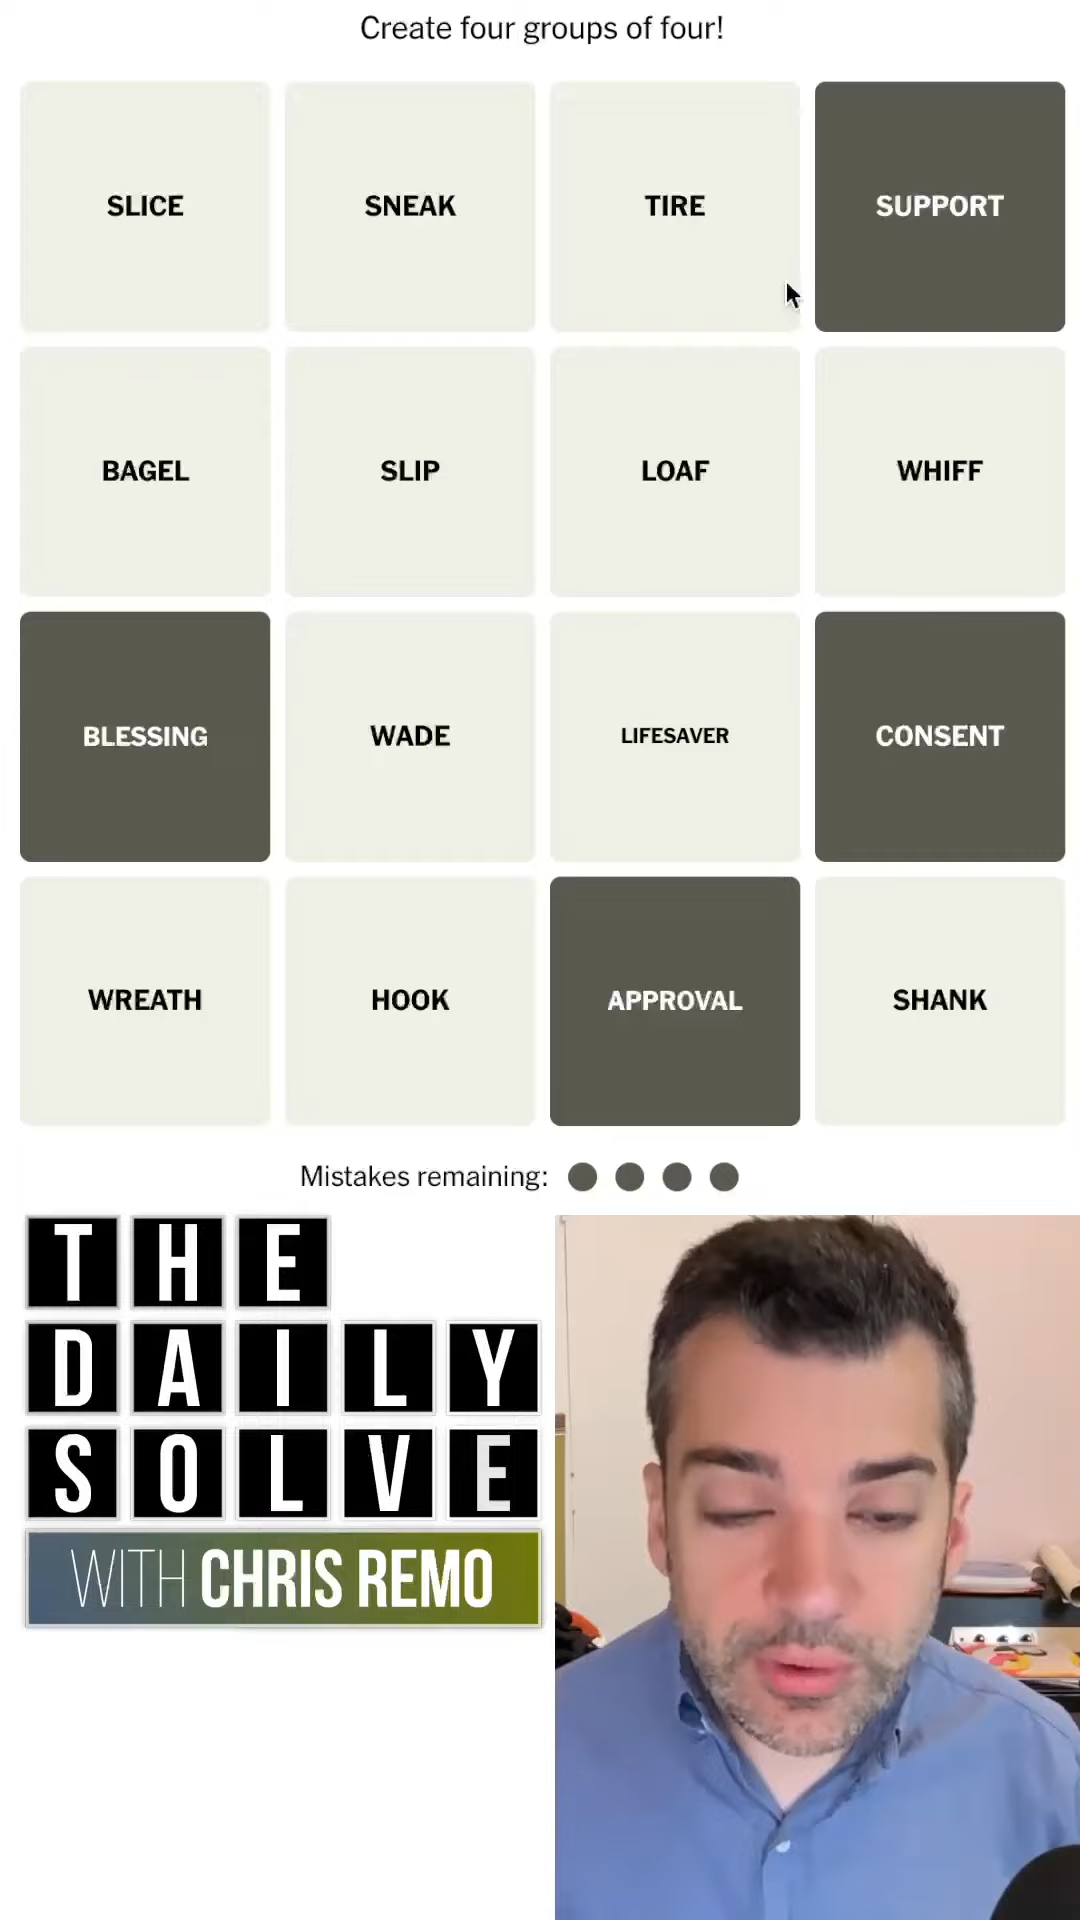 Create four groups of four!
SLICE SNEAK TIRE SUPPORT
BAGEL SLIP LOAF WHIFF
BLESSING WADE LIFESAVER CONSENT
WREATH HOOK APPROVAL SHANK
Mistakes remaining:
THE
DAILY
SOLVE
WITH CHRIS REMO